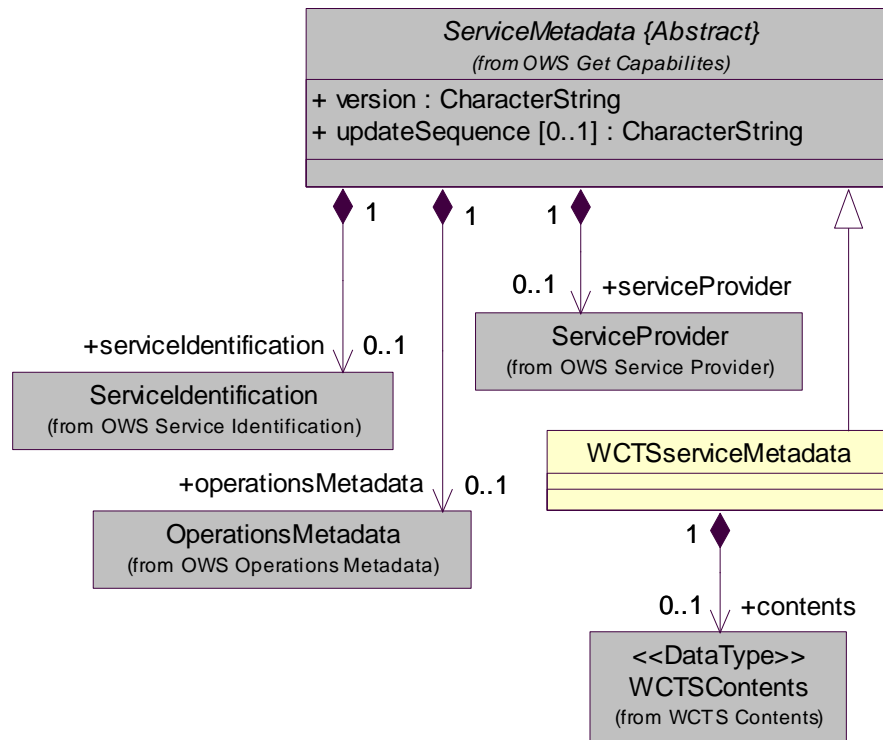 ServiceMetadata {Abstract}
(from OWS Get Capabilites)
+ version : CharacterString
+ updateSequence [0..1] : CharacterString
1
1
1
0..1
+serviceProvider
ServiceProvider
(from OWS Service Provider)
+serviceIdentification
0..1
ServiceIdentification
(from OWS Service Identification)
WCTSserviceMetadata
+operationsMetadata
0..1
OperationsMetadata
(from OWS Operations Metadata)
1
0..1
+contents
<<DataType>>
WCTSContents
(from WCTS Contents)